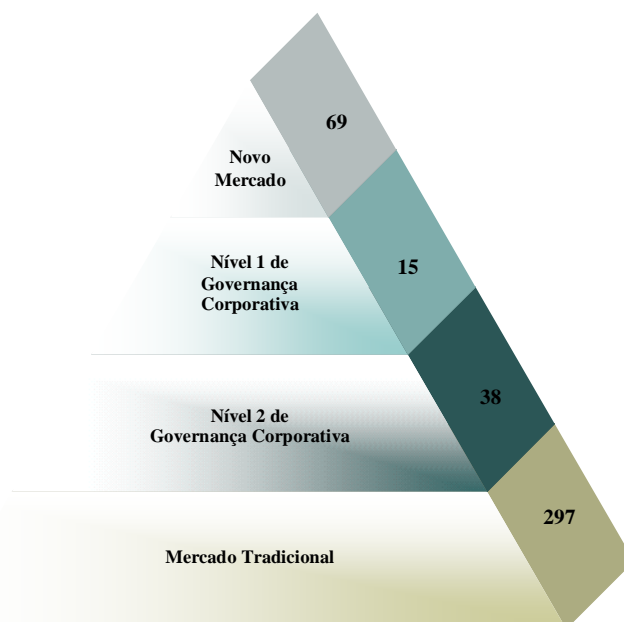 69
Novo
Mercado
Nível 1 de
Governança
Corporativa
15
Nível 2 de
Governança Corporativa
38
Mercado Tradicional
297